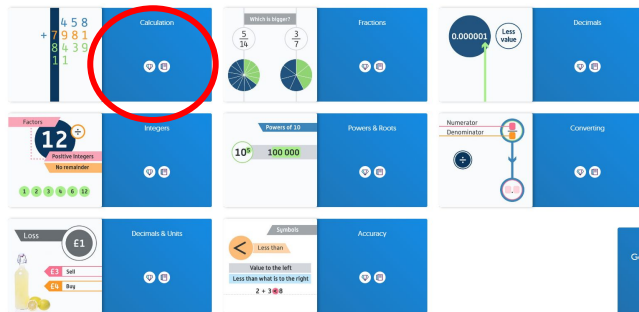 458
+ 7981
8439
11
Calculation
Which is bigger?
5
14
3
7
Fractions
0.000001
Less
value
Decimals
Factors
12
÷
Positive Integers
No remainder
1 2 3 4 6 12
Integers
Powers of 10
10⁵ 100 000
Powers & Roots
Numerator
Denominator
÷
Converting
Loss
£1
£3 Sell
£4 Buy
Decimals & Units
Symbols
< Less than
Value to the left
Less than what is to the right
2 + 3 < 8
Accuracy